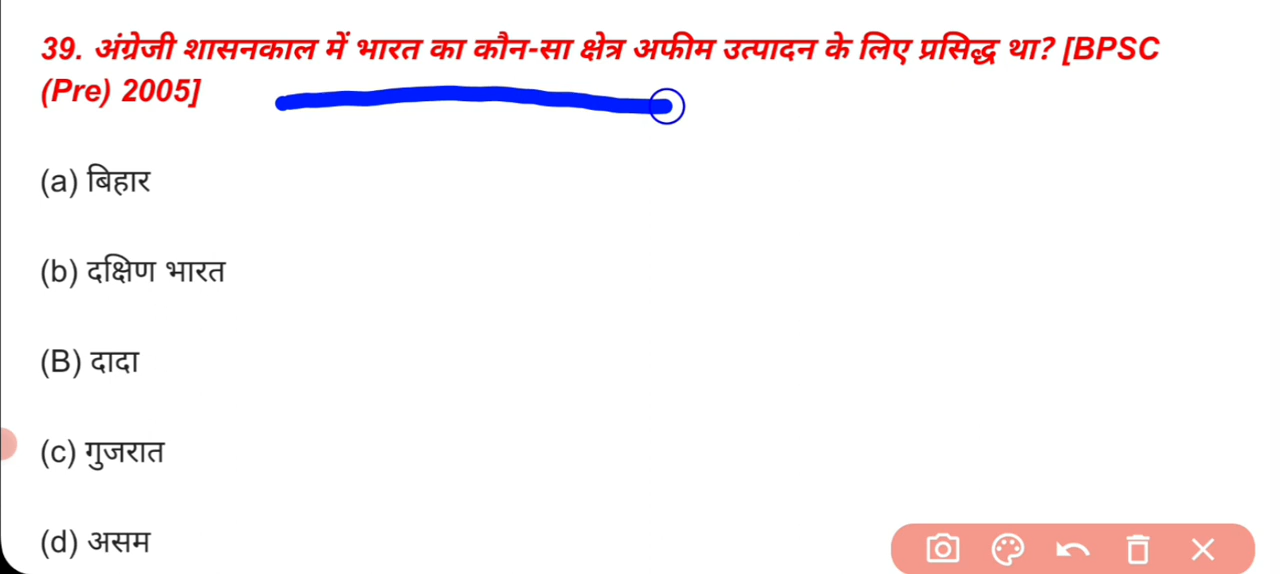 39. अंग्रेजी शासनकाल में भारत का कौन-सा क्षेत्र अफीम उत्पादन के लिए प्रसिद्ध था? [BPSC
(Pre) 2005]
(a) बिहार
(b) दक्षिण भारत
(B) दादा
(c) गुजरात
(d) असम